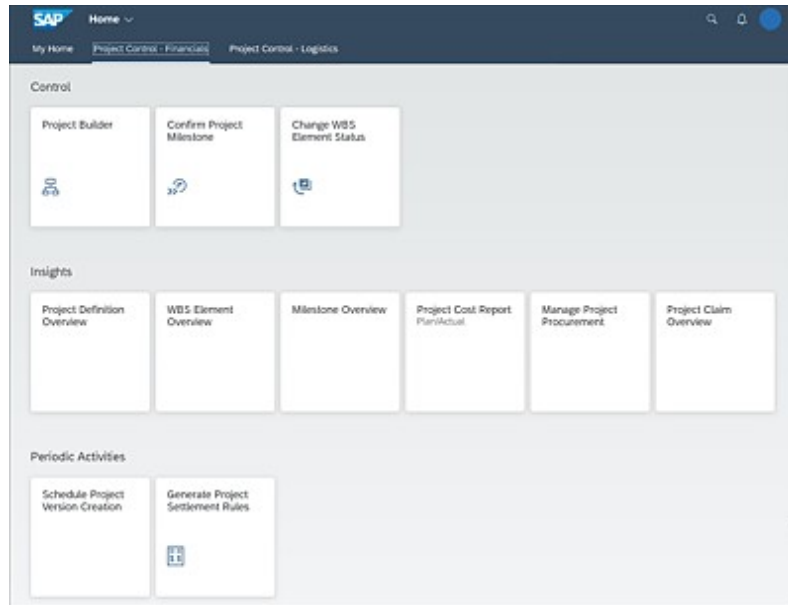 SAP Home
My Home Project Control - Financials Project Control - Logistics
Control
Project Builder
Confirm Project
Milestone
Change WBS
Element Status
Insights
Project Definition
Overview
WBS Element
Overview
Milestone Overview
Project Cost Report
Plan/Actual
Manage Project
Procurement
Project Claim
Overview
Periodic Activities
Schedule Project
Version Creation
Generate Project
Settlement Rules